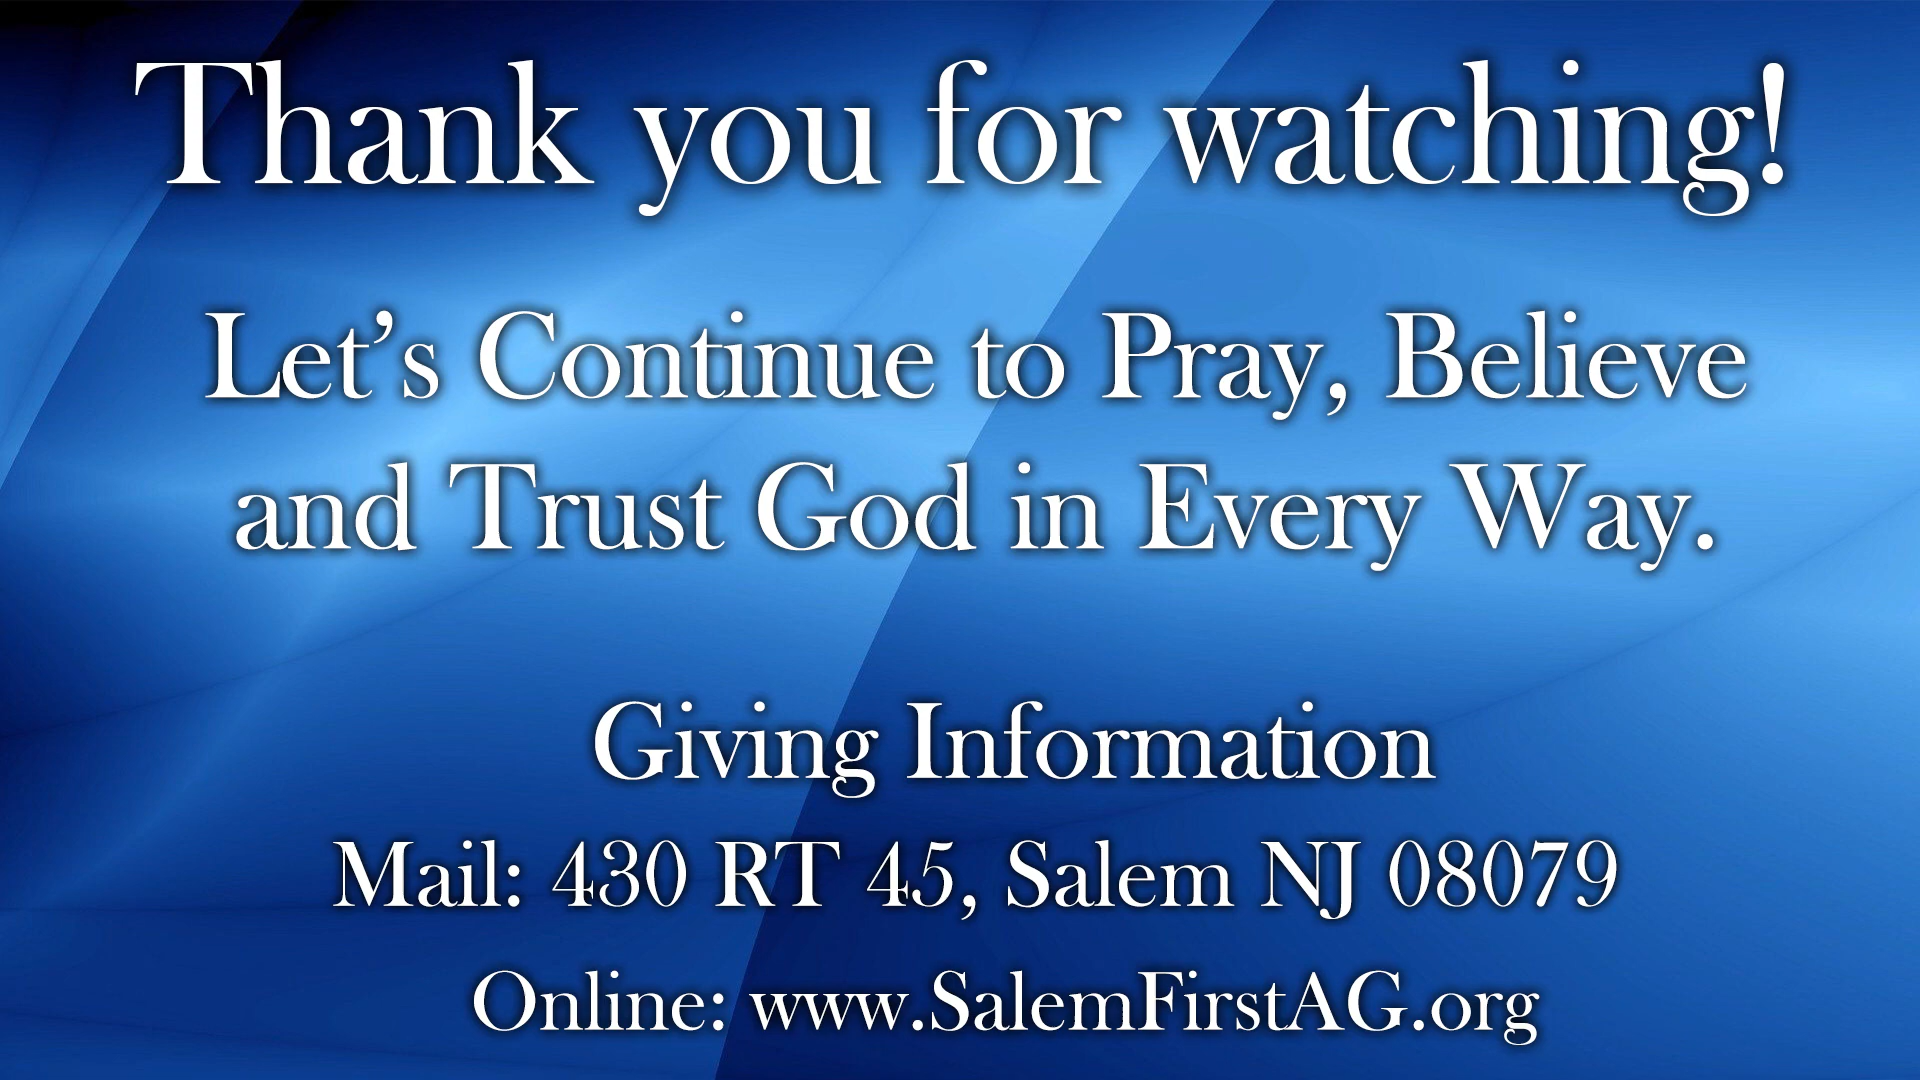 Thank you for watching!
Let’s Continue to Pray, Believe
and Trust God in Every Way.
Giving Information
Mail: 430 RT 45, Salem NJ 08079
Online: www.SalemFirstAG.org